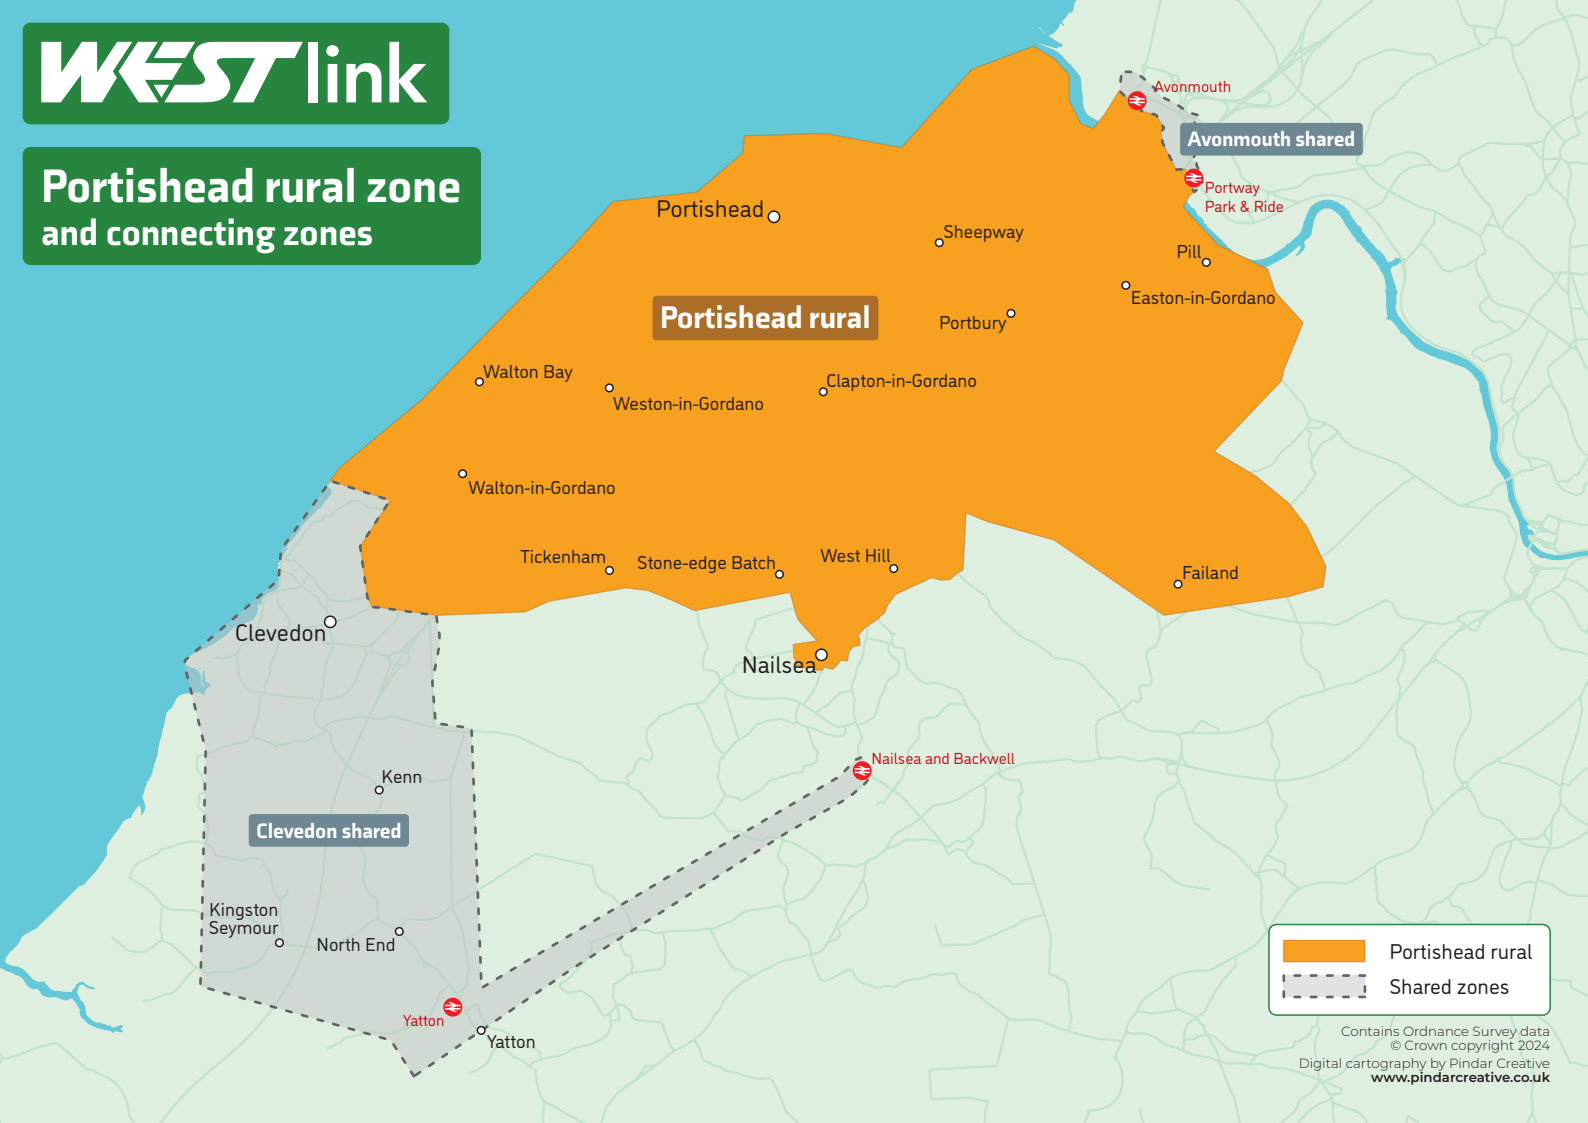 WEST link
Portishead rural zone
and connecting zones
Avonmouth
Avonmouth shared
Portway
Park & Ride
Portishead
Sheepway
Pill
Easton-in-Gordano
Portishead rural
Portbury
Walton Bay
Weston-in-Gordano
Clapton-in-Gordano
Walton-in-Gordano
Tickenham
Stone-edge Batch
West Hill
Failand
Clevedon
Nailsea
Nailsea and Backwell
Kenn
Clevedon shared
Kingston
Seymour
North End
Yatton
Yatton
Portishead rural
Shared zones
Contains Ordnance Survey data
© Crown copyright 2024
Digital cartography by Pindar Creative
www.pindarcreative.co.uk